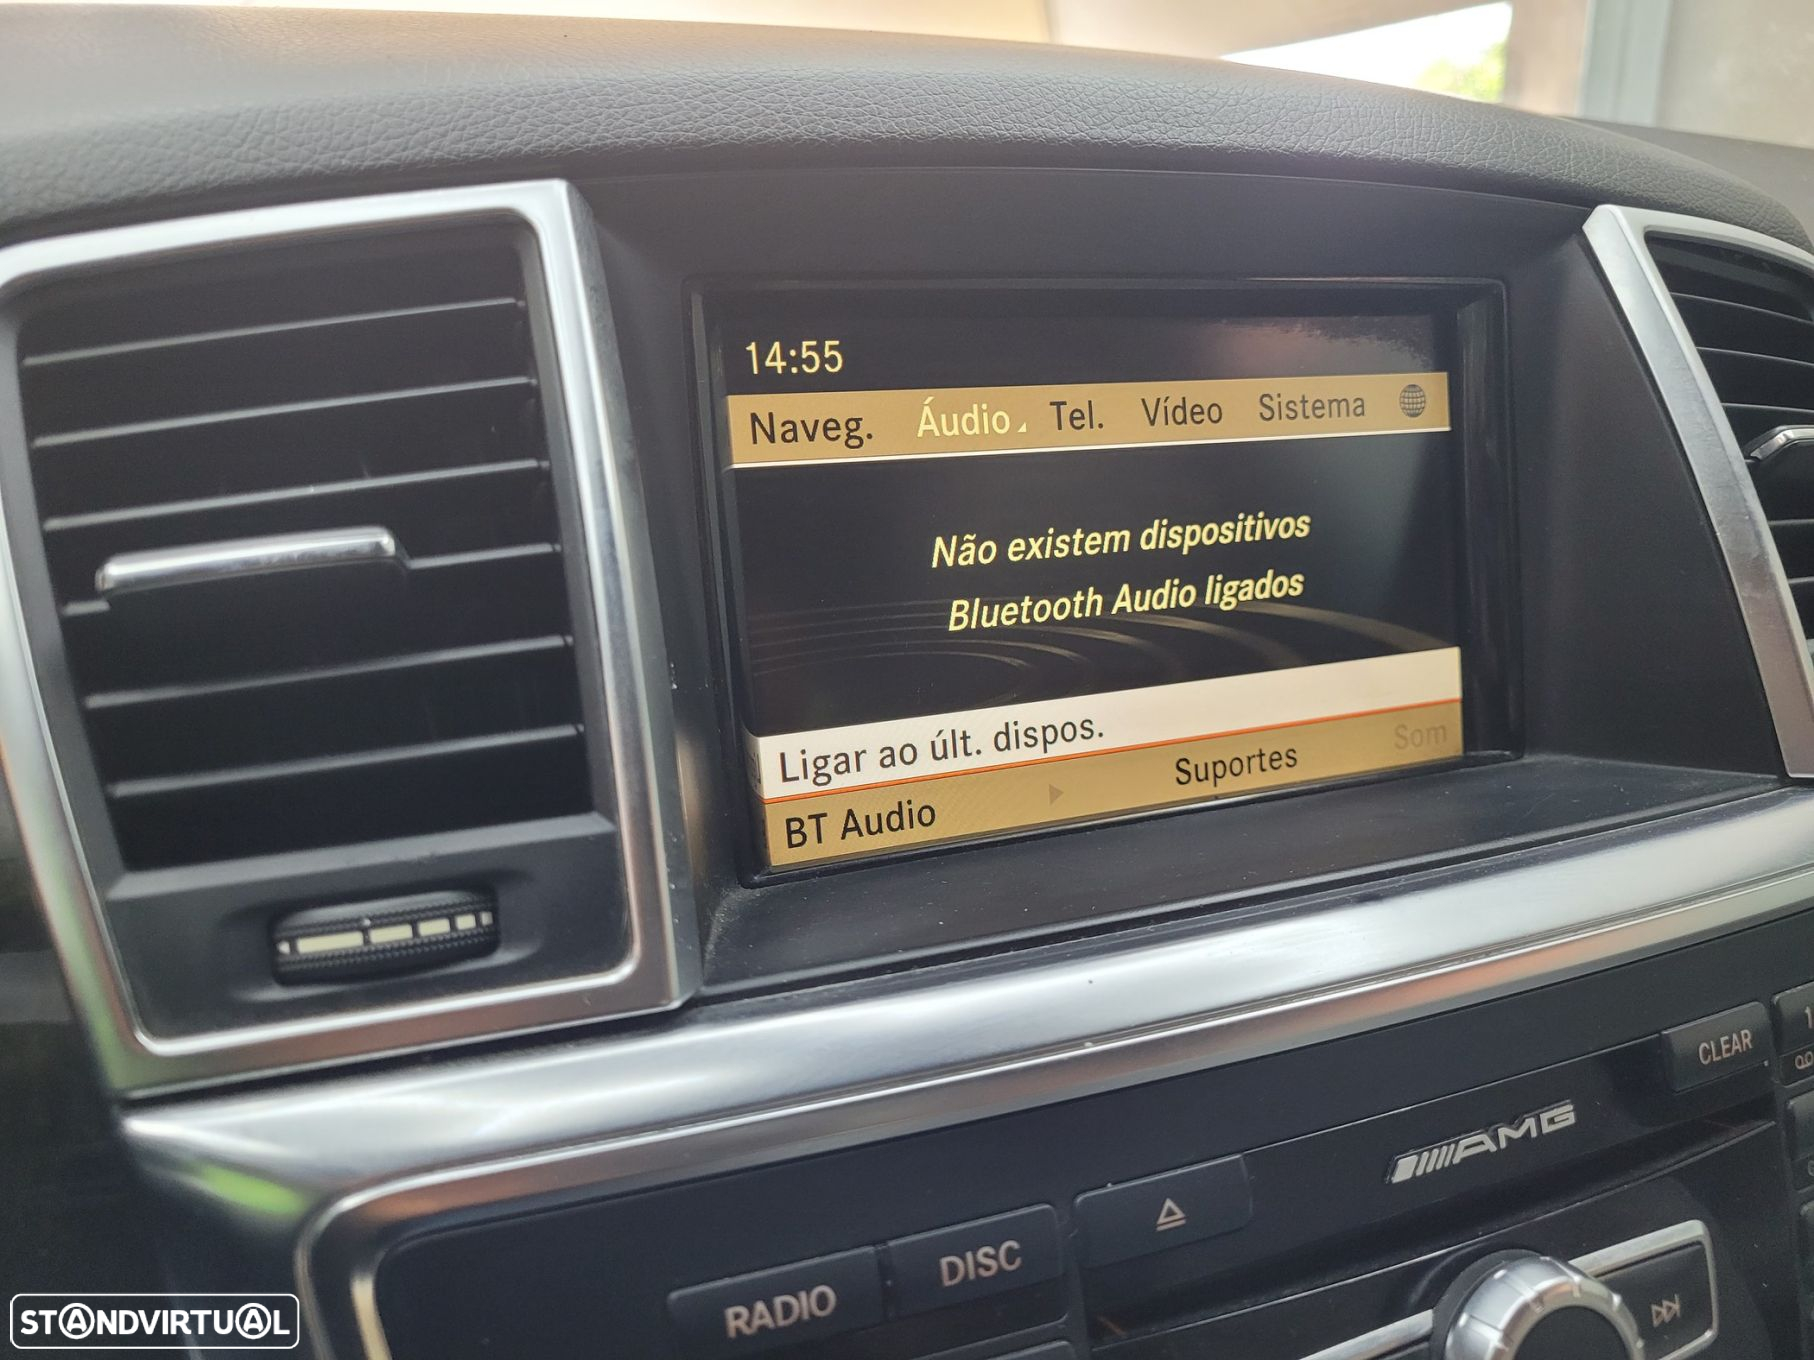 14:55
Naveg. Áudio Tel. Vídeo Sistema
Não existem dispositivos
Bluetooth Audio ligados
Ligar ao últ. dispos.
BT Audio Suportes Som
CLEAR
1
AMG
RADIO DISC
STANDVIRTUAL